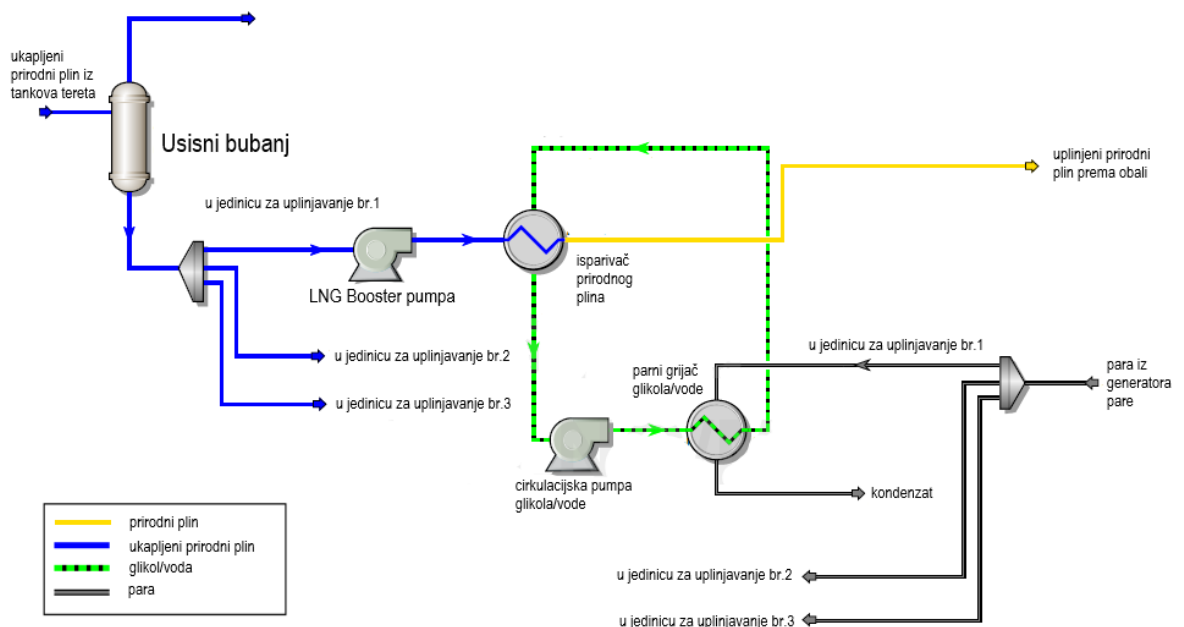 ukapljeni
prirodni plin iz
tankova tereta
Usisni bubanj
u jedinicu za uplinjavanje br.1
LNG Booster pumpa
isparivač
prirodnog
plina
uplinjeni prirodni
plin prema obali
u jedinicu za uplinjavanje br.2
u jedinicu za uplinjavanje br.3
u jedinicu za uplinjavanje br.1
parni grijač
glikola/vode
para iz
generatora
pare
cirkulacijska pumpa
glikola/vode
kondenzat
prirodni plin
ukapljeni prirodni plin
glikol/voda
para
u jedinicu za uplinjavanje br.2
u jedinicu za uplinjavanje br.3